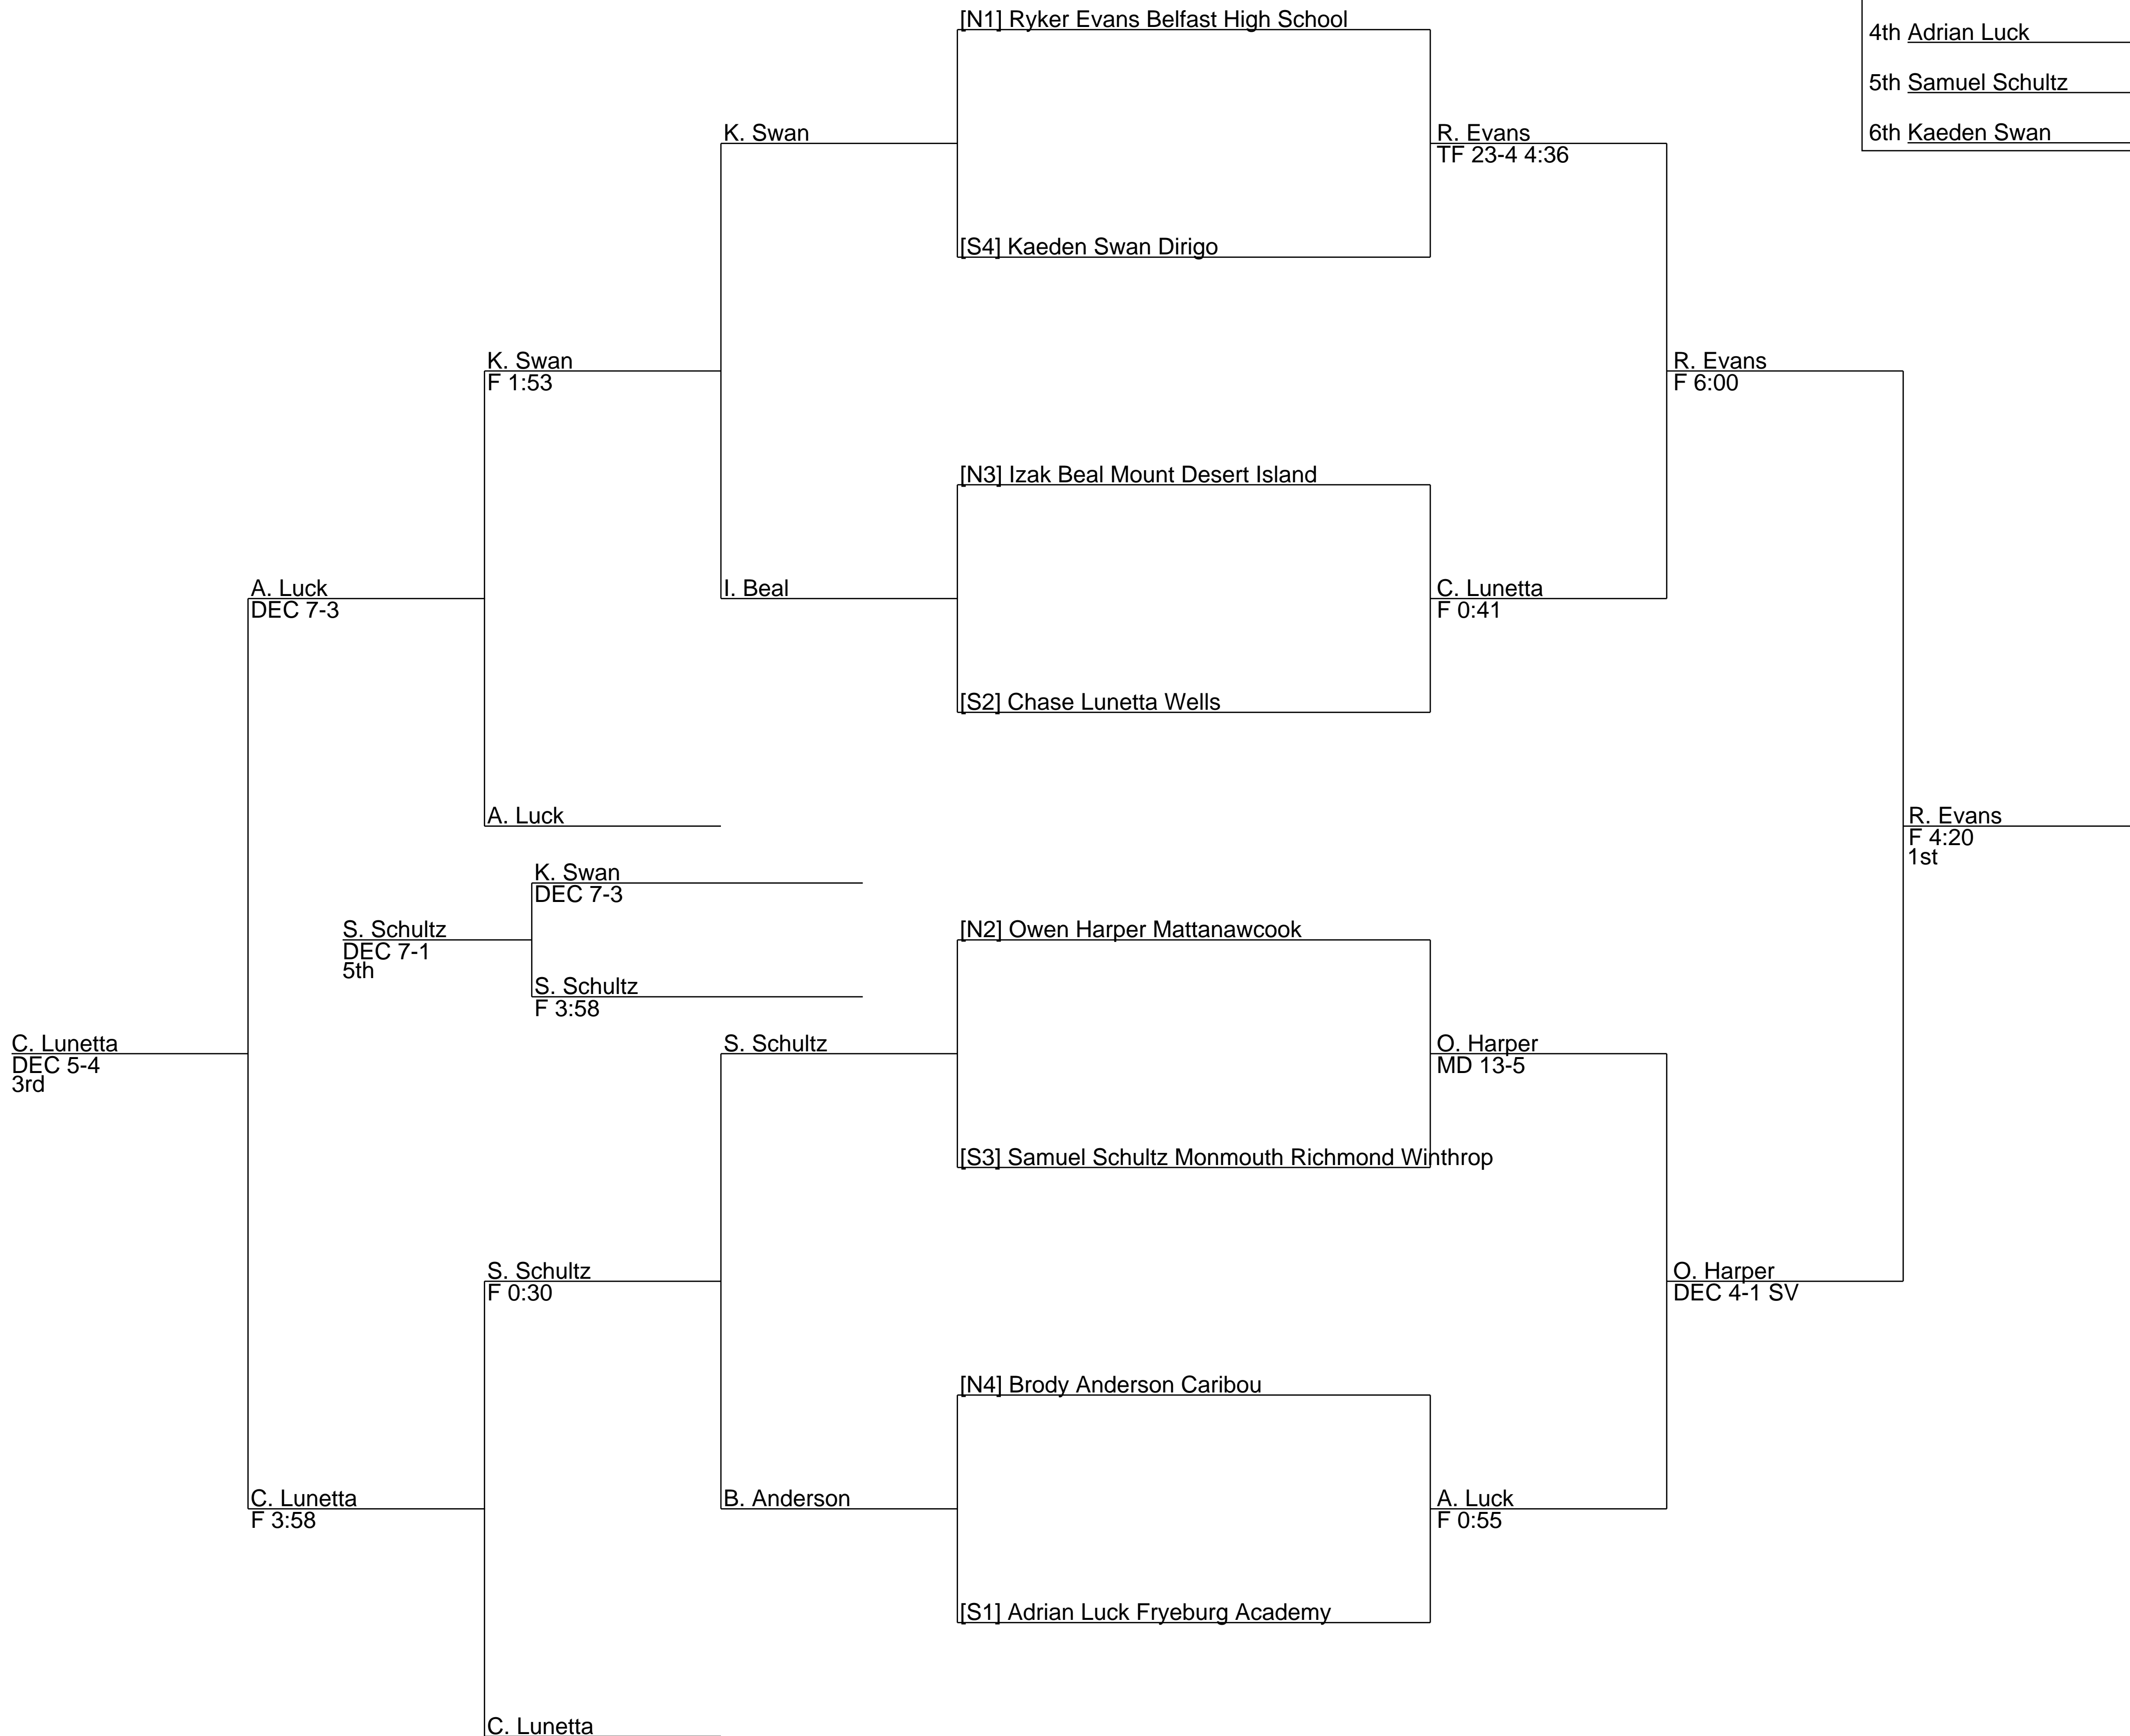 [N1] Ryker Evans Belfast High School
4th Adrian Luck
5th Samuel Schultz
6th Kaeden Swan
K. Swan
R. Evans
TF 23-4 4:36
[S4] Kaeden Swan Dirigo
K. Swan
F 1:53
R. Evans
F 6:00
[N3] Izak Beal Mount Desert Island
A. Luck
DEC 7-3
I. Beal
C. Lunetta
F 0:41
[S2] Chase Lunetta Wells
A. Luck
R. Evans
F 4:20
1st
K. Swan
DEC 7-3
S. Schultz
DEC 7-1
5th
[N2] Owen Harper Mattanawcook
S. Schultz
F 3:58
C. Lunetta
DEC 5-4
3rd
S. Schultz
O. Harper
MD 13-5
[S3] Samuel Schultz Monmouth Richmond Winthrop
S. Schultz
F 0:30
O. Harper
DEC 4-1 SV
[N4] Brody Anderson Caribou
C. Lunetta
F 3:58
B. Anderson
A. Luck
F 0:55
[S1] Adrian Luck Fryeburg Academy
C. Lunetta